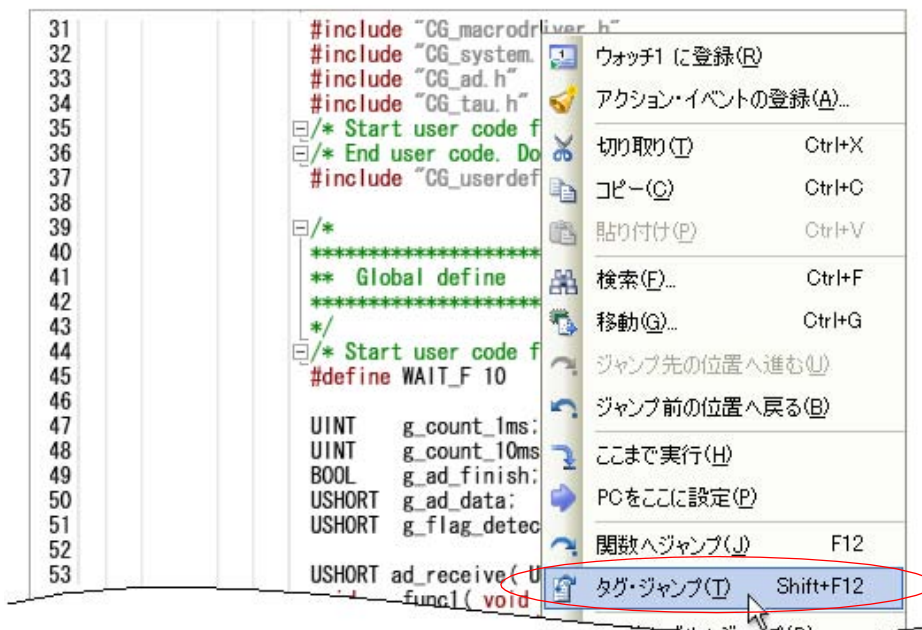 31 #include "CG_macrodriver.h"
32 #include "CG_system.
33 #include "CG_ad.h"
34 #include "CG_tau.h"
35 /* Start user code f
36 /* End user code. Do
37 #include "CG_userdef
38
39 /*
40 **********************
41 **  Global define
42 **********************
43 */
44 /* Start user code f
45 #define WAIT_F 10
46
47 UINT    g_count_1ms;
48 UINT    g_count_10ms
49 BOOL    g_ad_finish;
50 USHORT  g_ad_data;
51 USHORT  g_flag_detec
52
53 USHORT ad_receive( U
func1( void
ウォッチ1 に登録(R)
アクション・イベントの登録(A)...
切り取り(T) Ctrl+X
コピー(C) Ctrl+C
貼り付け(P) Ctrl+V
検索(F)... Ctrl+F
移動(G)... Ctrl+G
ジャンプ先の位置へ進む(U)
ジャンプ前の位置へ戻る(B)
ここまで実行(H)
PCをここに設定(P)
関数へジャンプ(J) F12
タグ・ジャンプ(T) Shift+F12